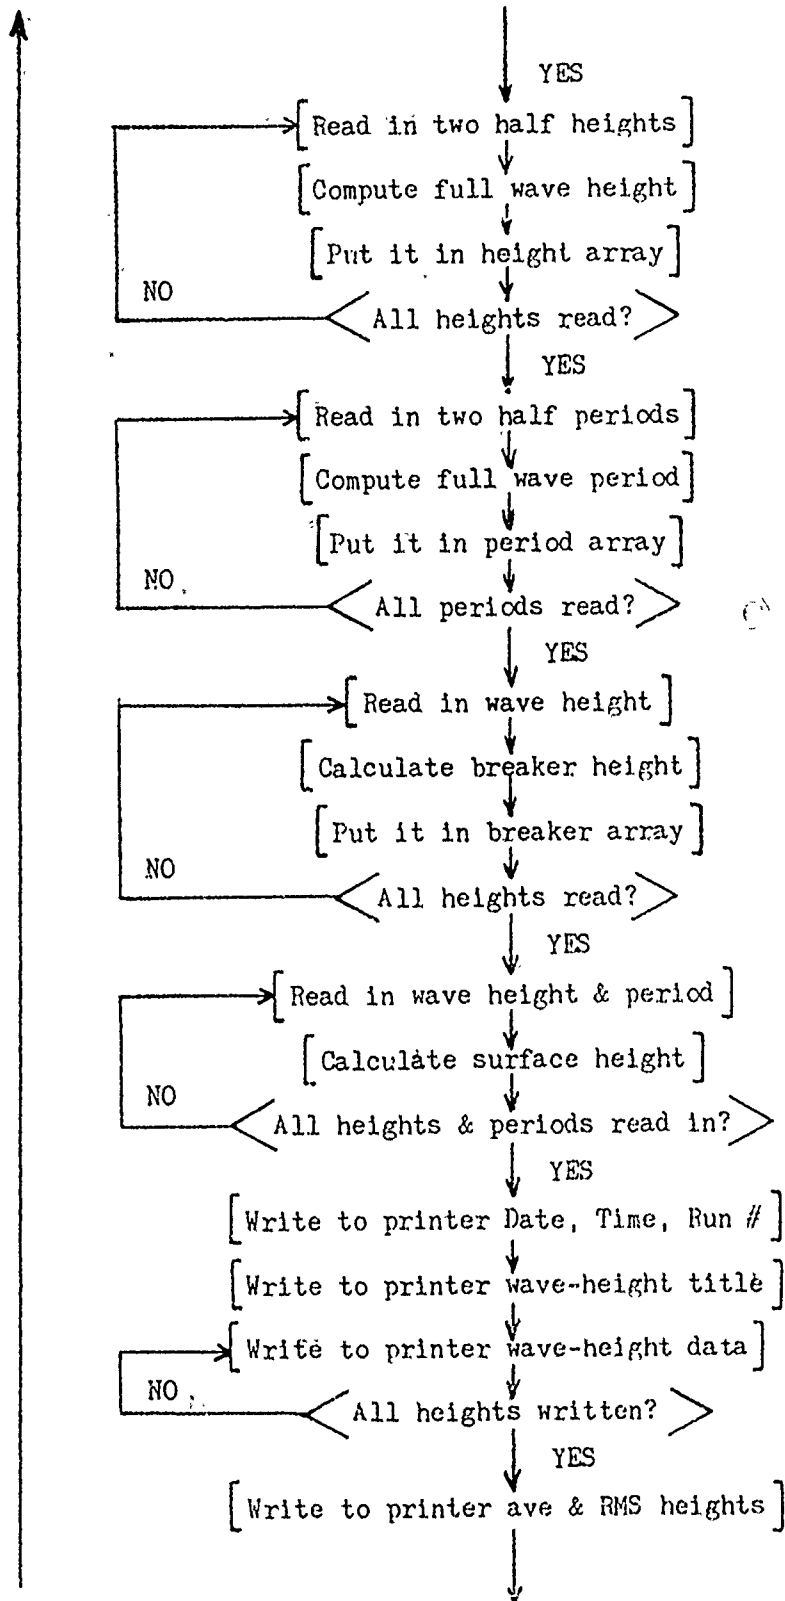 YES
Read in two half heights
Compute full wave height
Put it in height array
NO
All heights read?
YES
Read in two half periods
Compute full wave period
Put it in period array
NO
All periods read?
YES
Read in wave height
Calculate breaker height
Put it in breaker array
NO
All heights read?
YES
Read in wave height & period
Calculate surface height
NO
All heights & periods read in?
YES
Write to printer Date, Time, Run #
Write to printer wave-height title
Write to printer wave-height data
NO
All heights written?
YES
Write to printer ave & RMS heights